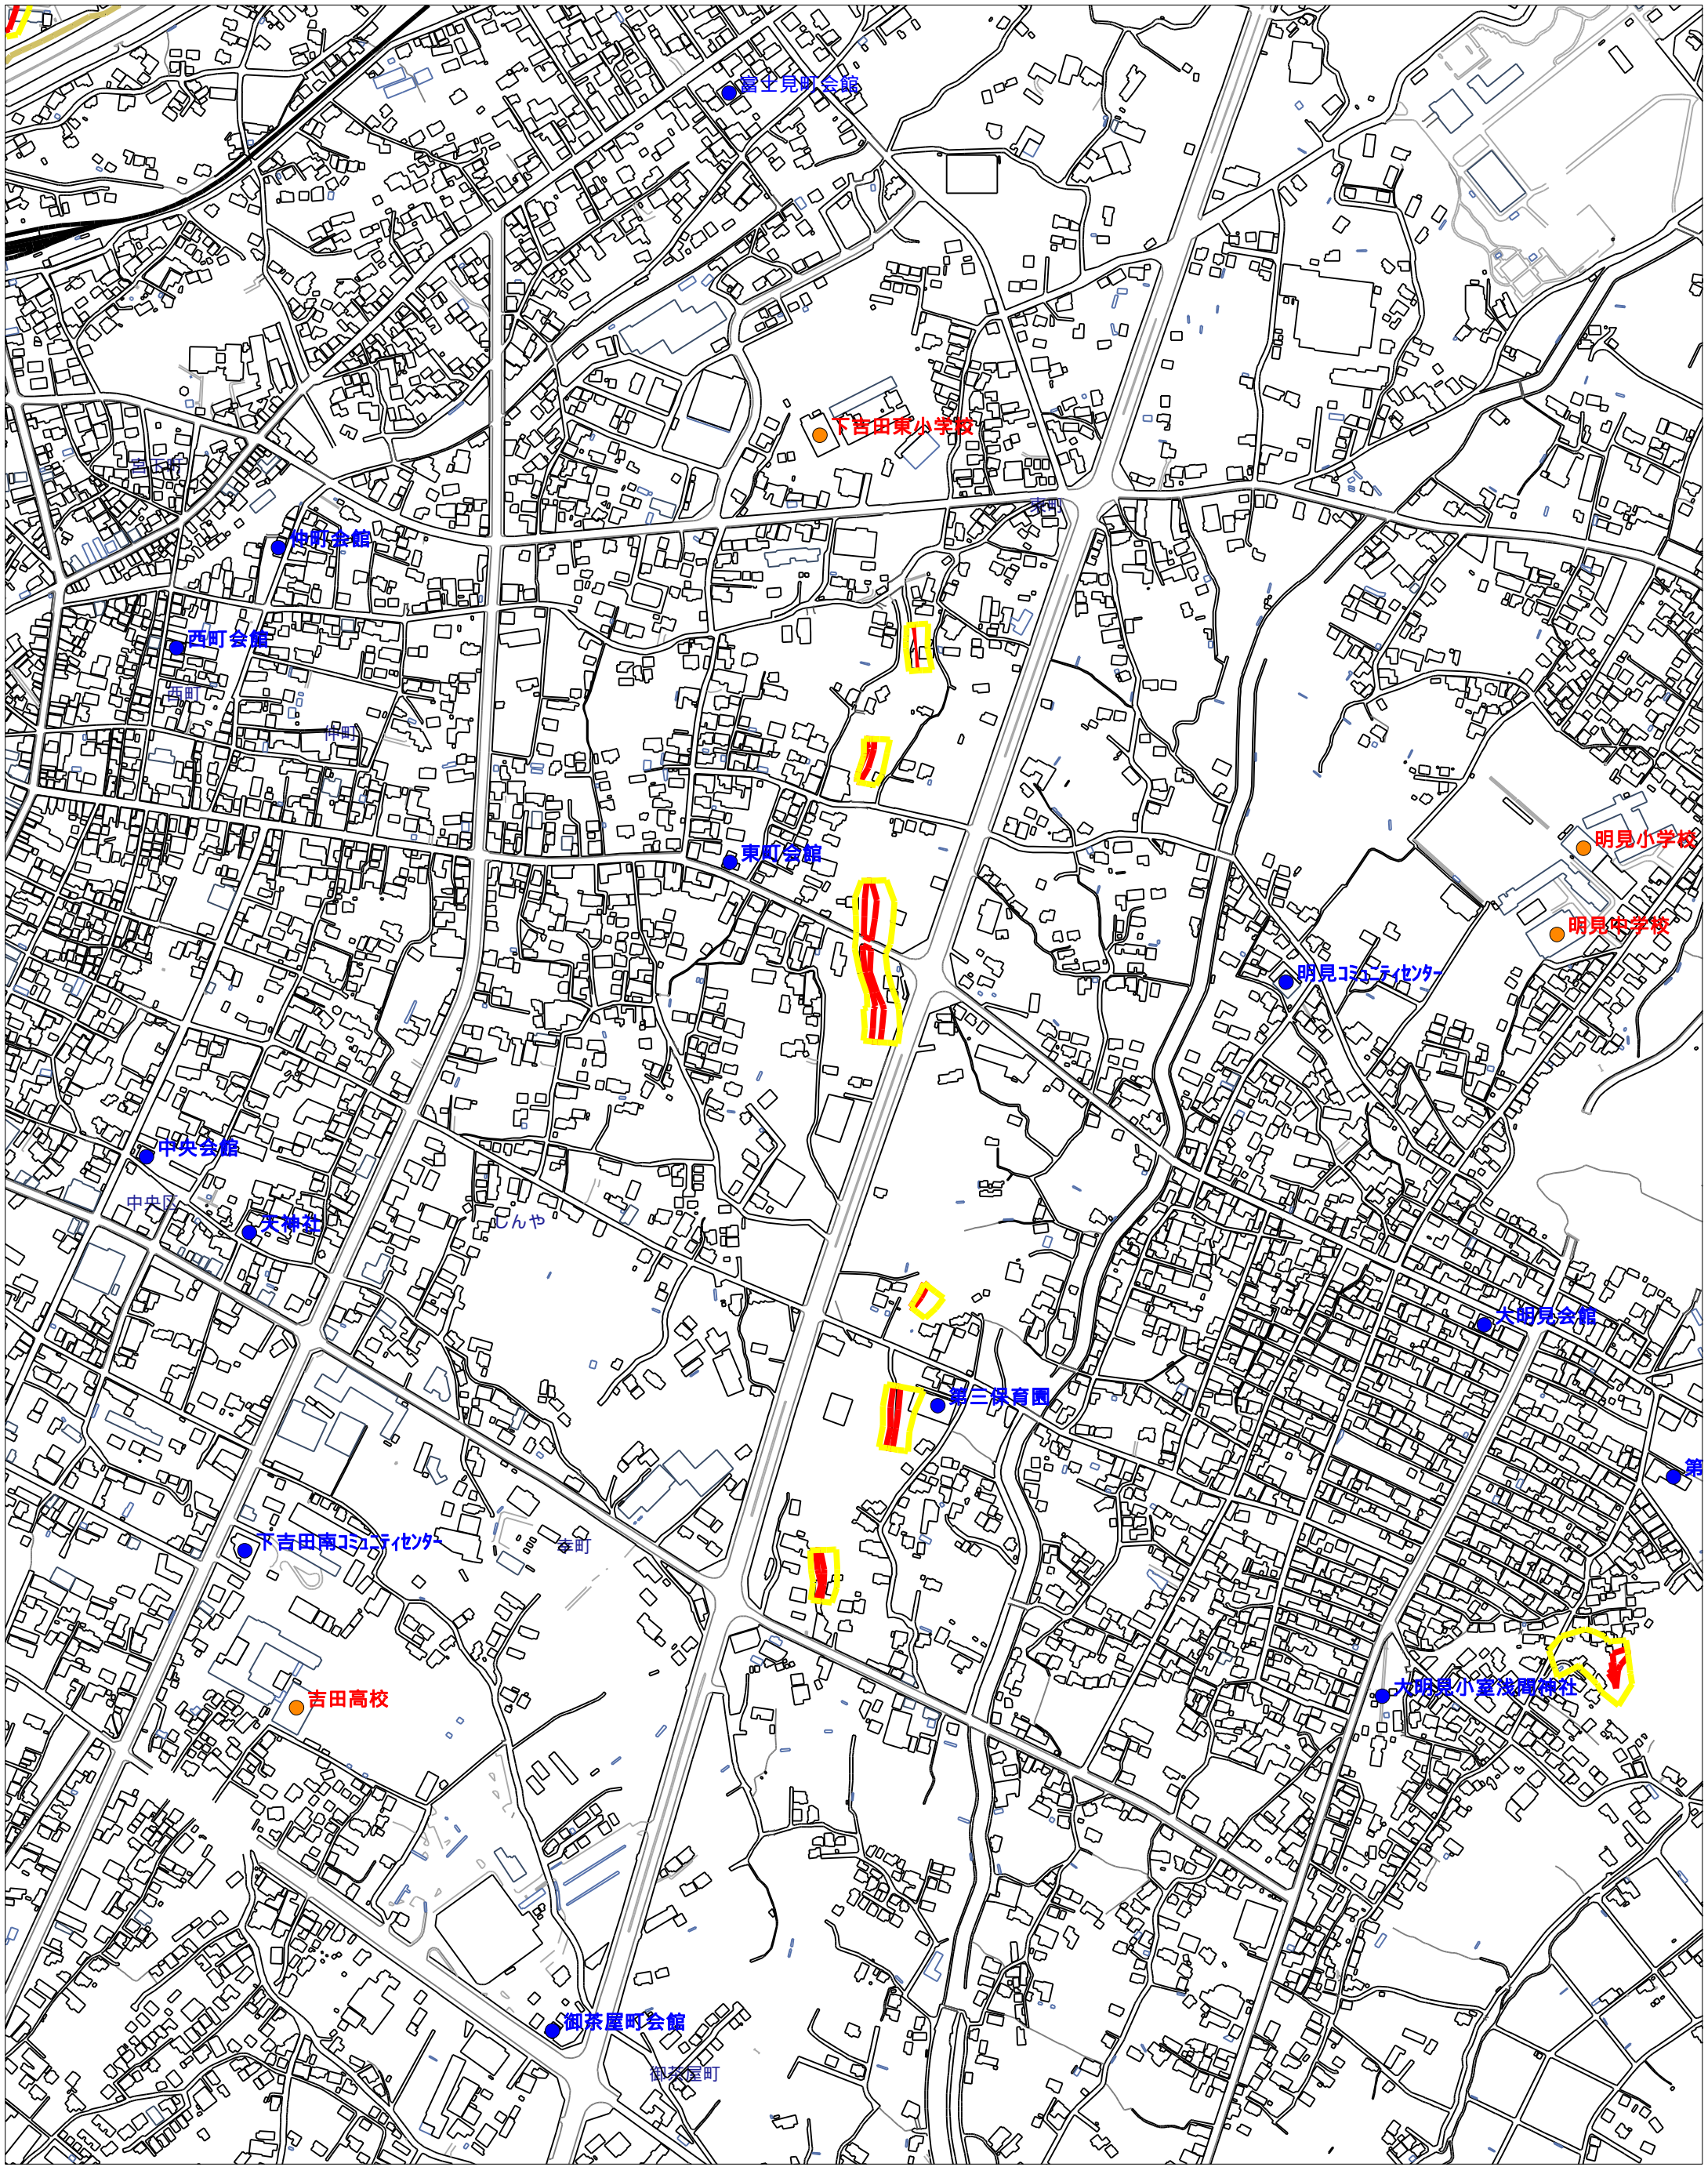 富士見町会館
下吉田東小学校
宮下町
東町
仲町会館
西町会館
西町
仲町
明見小学校
東町会館
明見中学校
明見ｺﾐｭﾆﾃｨｾﾝﾀｰ
中央会館
中央区
天神社
しんや
大明見会館
第三保育園
第
下吉田南ｺﾐｭﾆﾃｨｾﾝﾀｰ
幸町
大明見小室浅間神社
吉田高校
御茶屋町会館
御茶屋町